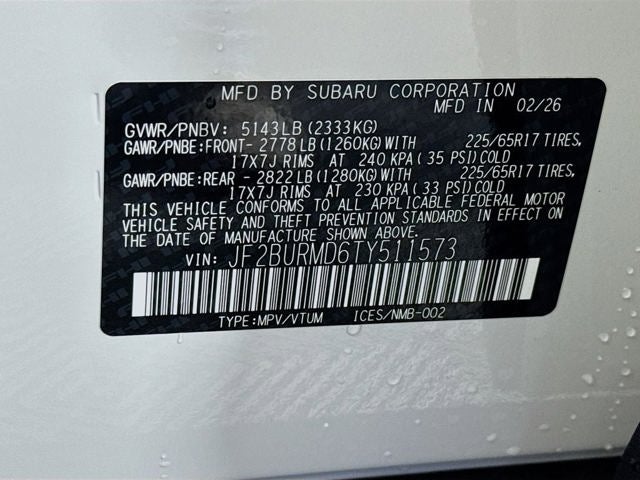 MFD BY SUBARU CORPORATION
MFD IN 02/26
GVWR/PNBV: 5143LB (2333KG)
GAWR/PNBE:FRONT- 2778 LB (1260KG) WITH 225/65R17 TIRES,
17X7J RIMS AT 240 KPA (35 PSI) COLD
GAWR/PNBE:REAR - 2822 LB (1280KG) WITH 225/65R17 TIRES,
17X7J RIMS AT 230 KPA (33 PSI) COLD
THIS VEHICLE CONFORMS TO ALL APPLICABLE FEDERAL MOTOR
VEHICLE SAFETY AND THEFT PREVENTION STANDARDS IN EFFECT ON
THE DATE OF MANUFACTURE SHOWN ABOVE.
VIN: JF2BURMD6TY511573
TYPE:MPV/VTUM ICES/NMB-002